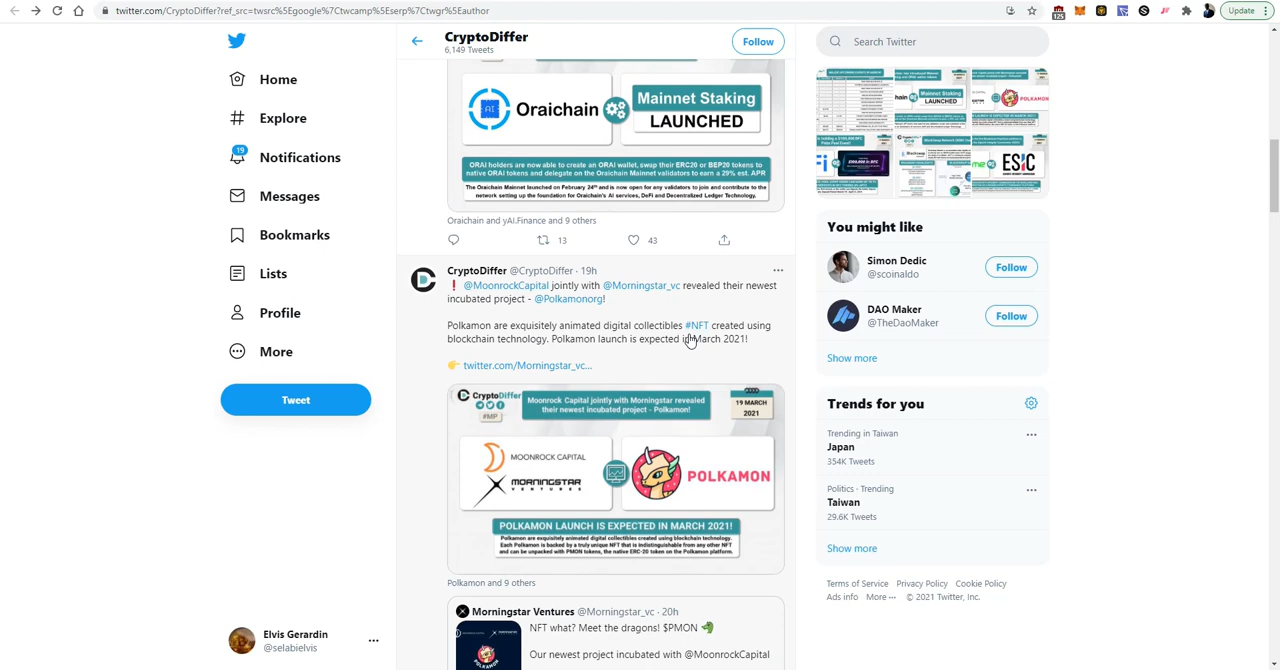 twitter.com/CryptoDiffer?ref_src=twsrc%5Egoogle%7Ctwcamp%5Eserp%7Ctwgr%5Eauthor
125
Update
Home
Explore
19
Notifications
Messages
Bookmarks
Lists
Profile
More
Tweet
Elvis Gerardin
@selabielvis
CryptoDiffer
6,149 Tweets
Follow
AI
Oraichain
Mainnet Staking
LAUNCHED
ORAI holders are now able to create an ORAI wallet, swap their ERC20 or BEP20 tokens to
native ORAI tokens and delegate on the Oraichain Mainnet validators to earn a 29% est. APR
The Oraichain Mainnet launched on February 24th and is now open for any validators to join and contribute to the
network setting up the foundation for Oraichain's AI services, DeFi and Decentralized Ledger Technology.
Oraichain and yAI.Finance and 9 others
13
43
CryptoDiffer @CryptoDiffer · 19h
❗ @MoonrockCapital jointly with @Morningstar_vc revealed their newest
incubated project - @Polkamonorg!
Polkamon are exquisitely animated digital collectibles #NFT created using
blockchain technology. Polkamon launch is expected in March 2021!
👉 twitter.com/Morningstar_vc...
CryptoDiffer
#MP
Moonrock Capital jointly with Morningstar revealed
their newest incubated project - Polkamon!
19 MARCH
2021
MOONROCK CAPITAL
MORNINGSTAR
VENTURES
POLKAMON
POLKAMON LAUNCH IS EXPECTED IN MARCH 2021!
Polkamon are exquisitely animated digital collectibles created using blockchain technology.
Each Polkamon is backed by a truly unique NFT that is indistinguishable from any other NFT
and can be unpacked with PMON tokens, the native ERC-20 token on the Polkamon platform.
Polkamon and 9 others
Morningstar Ventures @Morningstar_vc · 20h
NFT what? Meet the dragons! $PMON 🐲
Our newest project incubated with @MoonrockCapital
Search Twitter
LAUNCHED
POLKAMON
ESIC
You might like
Simon Dedic
@scoinaldo
Follow
DAO Maker
@TheDaoMaker
Follow
Show more
Trends for you
Trending in Taiwan
Japan
354K Tweets
Politics · Trending
Taiwan
29.6K Tweets
Show more
Terms of Service Privacy Policy Cookie Policy
Ads info More ··· © 2021 Twitter, Inc.